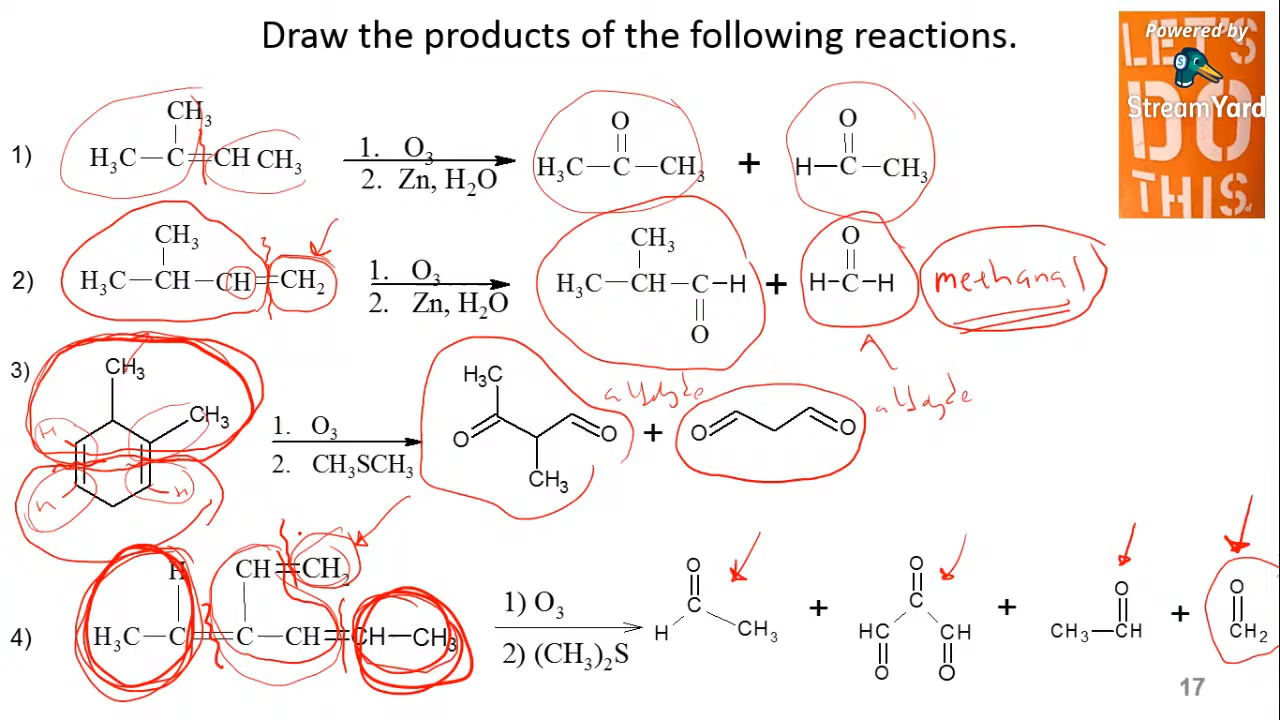 Draw the products of the following reactions.
Powered by
StreamYard
LET'S
DO
THIS.
1)
CH₃
H₃C—C=CH CH₃
1. O₃
2. Zn, H₂O
O
H₃C—C—CH₃
+
O
H—C—CH₃
2)
CH₃
H₃C—CH—CH=CH₂
1. O₃
2. Zn, H₂O
CH₃
H₃C—CH—C—H
O
+
O
H—C—H
methanal
3)
CH₃
CH₃
H
H
H
1. O₃
2. CH₃SCH₃
H₃C
O
O
CH₃
aldehyde
+
O
O
aldehyde
4)
H
CH=CH₂
H₃C—C=C—CH=CH—CH₃
1) O₃
2) (CH₃)₂S
O
C
H
CH₃
+
O
C
HC
CH
O
O
+
O
CH₃—CH
+
O
CH₂
17